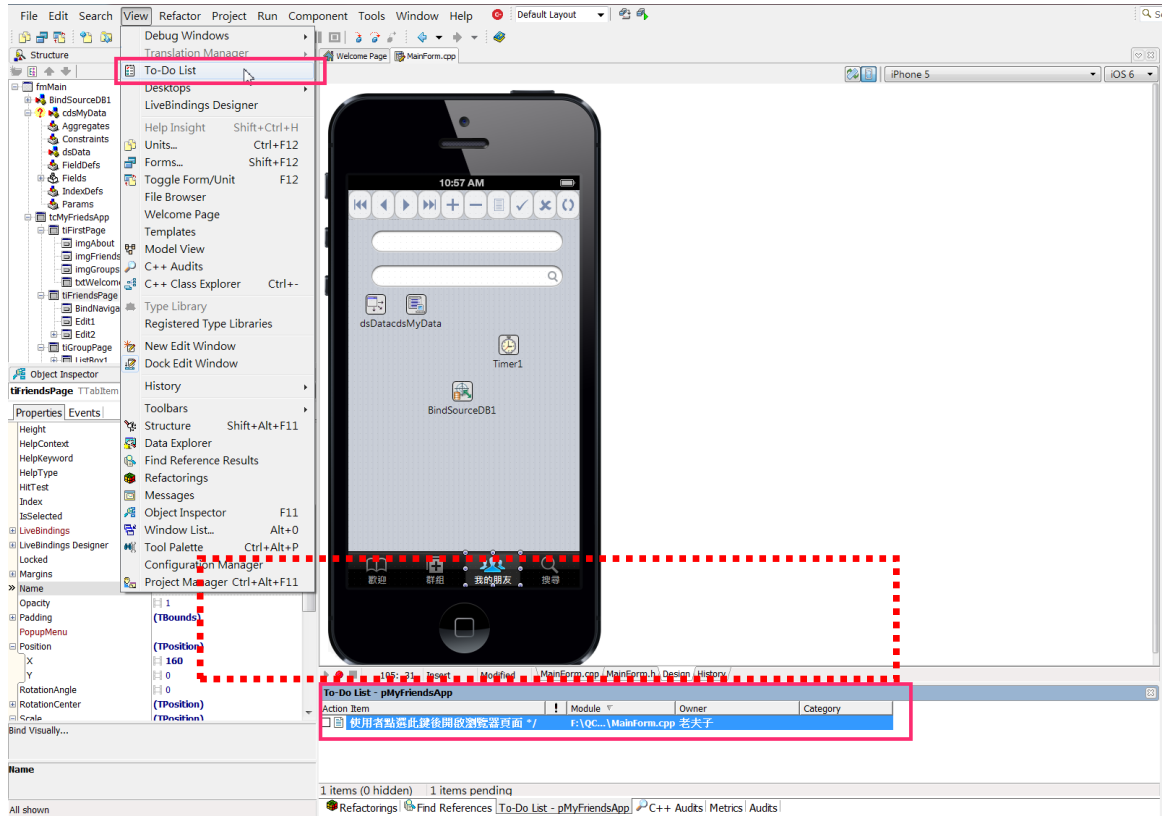 File Edit Search View Refactor Project Run Component Tools Window Help Default Layout
Structure
fmMain
BindSourceDB1
cdsMyData
Aggregates
Constraints
dsData
FieldDefs
Fields
IndexDefs
Params
tcMyFriedsApp
tiFirstPage
imgAbout
imgFriends
imgGroups
txtWelcom
tiFriendsPage
BindNaviga
Edit1
Edit2
tiGroupPage
ListBox1
Debug Windows
Translation Manager
To-Do List
Desktops
LiveBindings Designer
Help Insight Shift+Ctrl+H
Units... Ctrl+F12
Forms... Shift+F12
Toggle Form/Unit F12
File Browser
Welcome Page
Templates
Model View
C++ Audits
C++ Class Explorer Ctrl+-
Type Library
Registered Type Libraries
New Edit Window
Dock Edit Window
History
Toolbars
Structure Shift+Alt+F11
Data Explorer
Find Reference Results
Refactorings
Messages
Object Inspector F11
Window List... Alt+0
Tool Palette Ctrl+Alt+P
Configuration Manager
Project Manager Ctrl+Alt+F11
Welcome Page MainForm.cpp
iPhone 5 iOS 6
10:57 AM
dsData cdsMyData
Timer1
BindSourceDB1
歡迎 群組 我的朋友 搜尋
Object Inspector
tiFriendsPage TTabItem
Properties Events
Height
HelpContext
HelpKeyword
HelpType
HitTest
Index
IsSelected
LiveBindings
LiveBindings Designer
Locked
Margins
Name
Opacity 1
Padding (TBounds)
PopupMenu
Position (TPosition)
X 160
Y 0
RotationAngle 0
RotationCenter (TPosition)
Scale (TPosition)
Bind Visually...
Name
All shown
105: 31 Insert Modified MainForm.cpp MainForm.h Design History
To-Do List - pMyFriendsApp
Action Item ! Module Owner Category
使用者點選此鍵後開啟瀏覽器頁面 */ F:\QC...\MainForm.cpp 老夫子
1 items (0 hidden) 1 items pending
Refactorings Find References To-Do List - pMyFriendsApp C++ Audits Metrics Audits